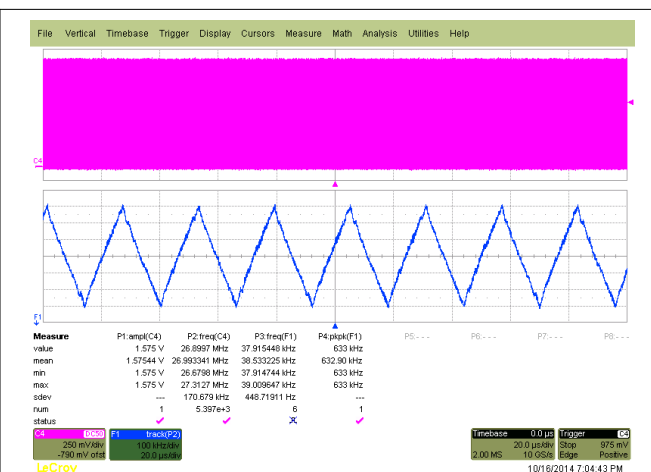 File Vertical Timebase Trigger Display Cursors Measure Math Analysis Utilities Help
C4
F1
Measure P1:ampl(C4) P2:freq(C4) P3:freq(F1) P4:pkpk(F1) P5:- - - P6:- - - P7:- - - P8:- - -
value 1.575 V 26.8997 MHz 37.915448 kHz 633 kHz
mean 1.57544 V 26.993341 MHz 38.533225 kHz 632.90 kHz
min 1.575 V 26.6798 MHz 37.914744 kHz 633 kHz
max 1.575 V 27.3127 MHz 39.009647 kHz 633 kHz
sdev --- 170.679 kHz 448.71911 Hz ---
num 1 5.397e+3 6 1
status
C4 DC50 F1 track(P2) Timebase 0.0 µs Trigger C4
250 mV/div 100 kHz/div 20.0 µs/div Stop 975 mV
-790 mV ofst 20.0 µs/div 2.00 MS 10 GS/s Edge Positive
LeCroy 10/16/2014 7:04:43 PM